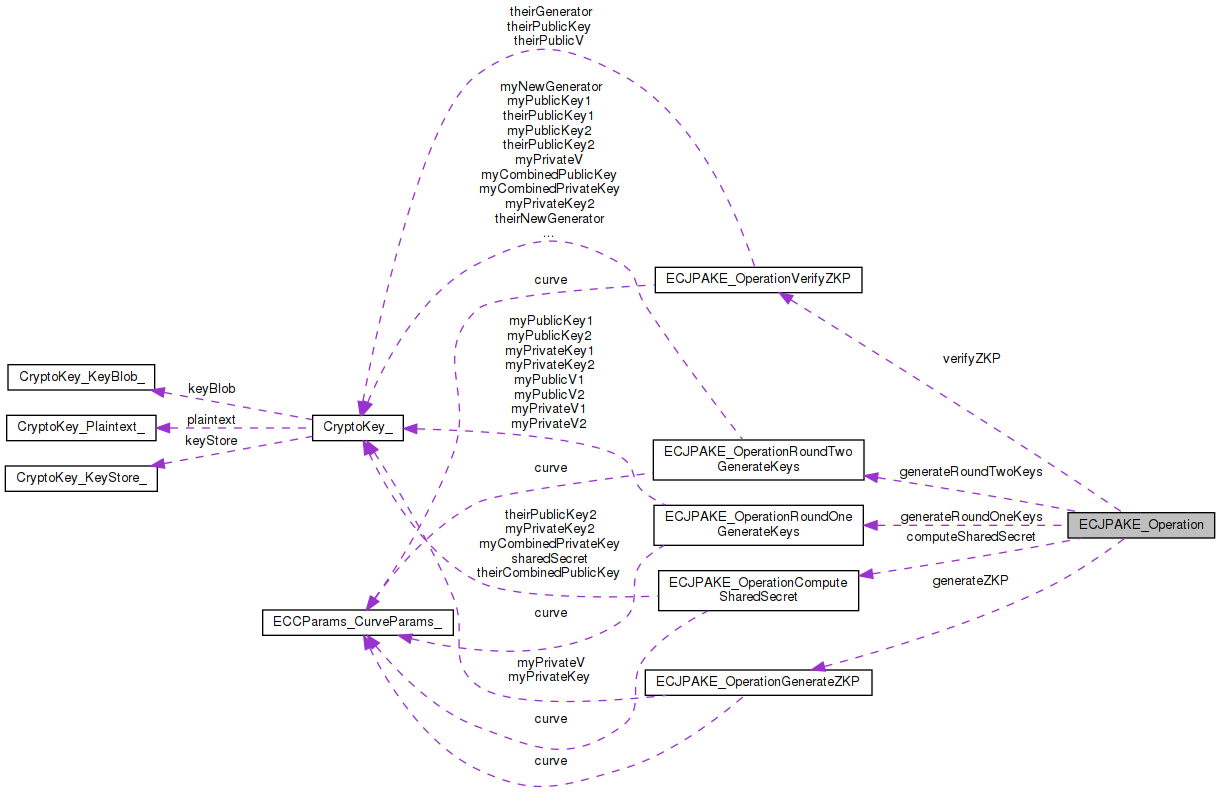 theirGenerator
theirPublicKey
theirPublicV
myNewGenerator
myPublicKey1
theirPublicKey1
myPublicKey2
theirPublicKey2
myPrivateV
myCombinedPublicKey
myCombinedPrivateKey
myPrivateKey2
theirNewGenerator
...
ECJPAKE_OperationVerifyZKP
curve
myPublicKey1
myPublicKey2
myPrivateKey1
myPrivateKey2
myPublicV1
myPublicV2
myPrivateV1
myPrivateV2
verifyZKP
CryptoKey_KeyBlob_
keyBlob
CryptoKey_Plaintext_
plaintext
CryptoKey_
keyStore
CryptoKey_KeyStore_
ECJPAKE_OperationRoundTwo
GenerateKeys
curve
generateRoundTwoKeys
ECJPAKE_OperationRoundOne
GenerateKeys
generateRoundOneKeys
ECJPAKE_Operation
computeSharedSecret
theirPublicKey2
myPrivateKey2
myCombinedPrivateKey
sharedSecret
theirCombinedPublicKey
ECJPAKE_OperationCompute
SharedSecret
generateZKP
ECCParams_CurveParams_
curve
myPrivateV
myPrivateKey
ECJPAKE_OperationGenerateZKP
curve
curve